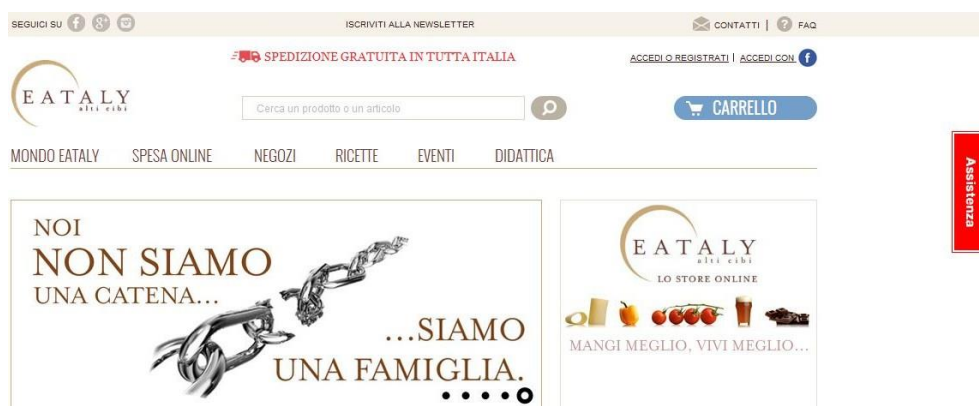 SEGUICI SU
ISCRIVITI ALLA NEWSLETTER
CONTATTI | FAQ
SPEDIZIONE GRATUITA IN TUTTA ITALIA
ACCEDI O REGISTRATI | ACCEDI CON
EATALY
alti cibi
Cerca un prodotto o un articolo
CARRELLO
MONDO EATALY SPESA ONLINE NEGOZI RICETTE EVENTI DIDATTICA
Assistenza
NOI
NON SIAMO
UNA CATENA...
...SIAMO
UNA FAMIGLIA.
EATALY
alti cibi
LO STORE ONLINE
MANGI MEGLIO, VIVI MEGLIO...